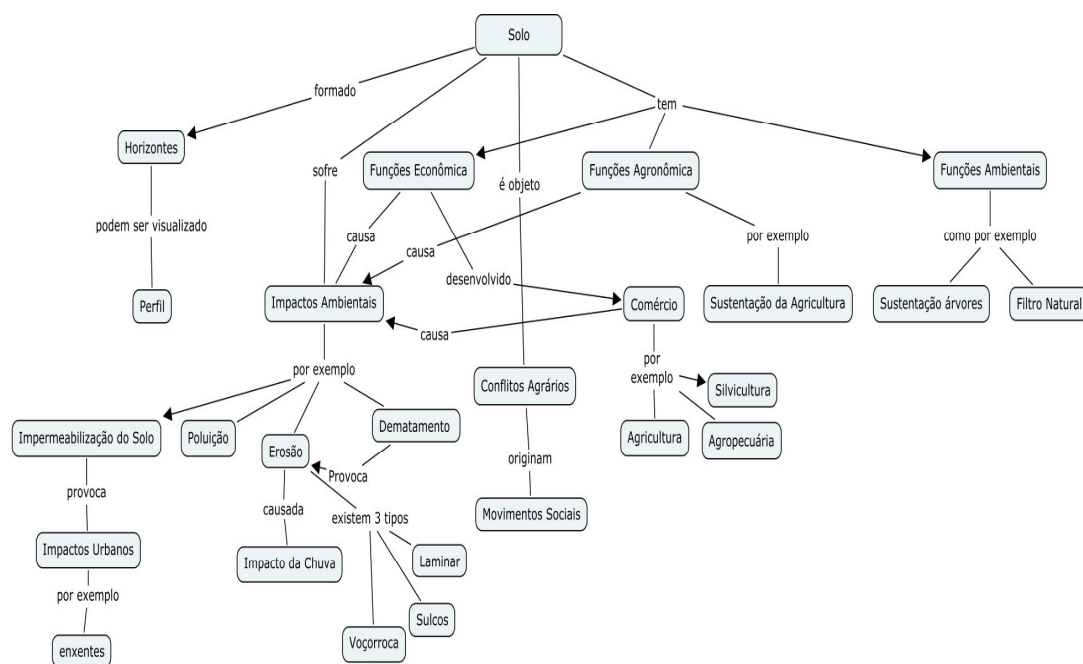 Solo
formado
tem
Horizontes
sofre
Funções Econômica
é objeto
Funções Agronômica
Funções Ambientais
podem ser visualizado
causa
causa
por exemplo
como por exemplo
desenvolvido
Perfil
Impactos Ambientais
Comércio
Sustentação da Agricultura
Sustentação árvores
Filtro Natural
causa
por exemplo
por
exemplo
Conflitos Agrários
Silvicultura
Impermeabilização do Solo
Poluição
Dematamento
Agricultura
Agropecuária
Erosão
originam
Provoca
provoca
causada
existem 3 tipos
Movimentos Sociais
Impactos Urbanos
Impacto da Chuva
Laminar
por exemplo
Sulcos
enxentes
Voçorroca